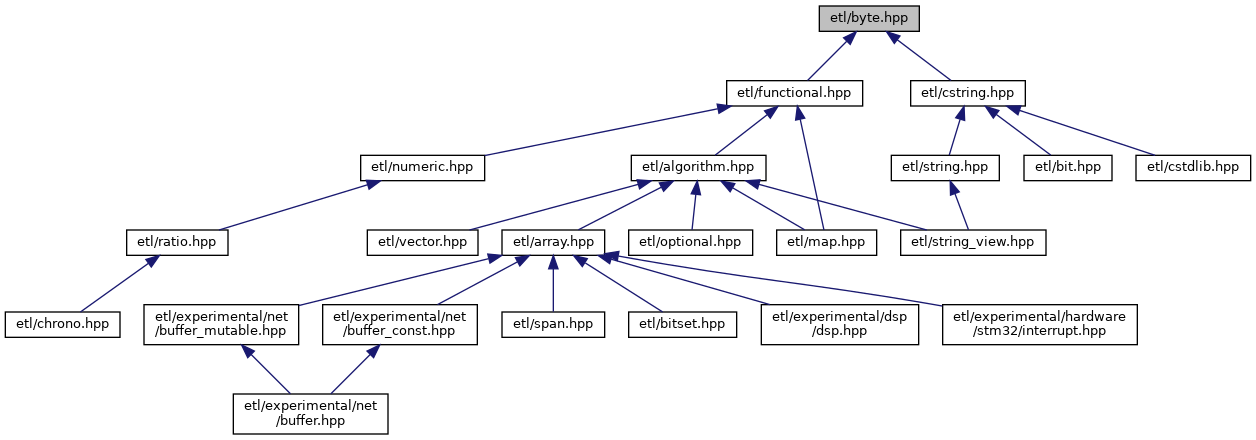 etl/byte.hpp
etl/functional.hpp
etl/cstring.hpp
etl/numeric.hpp
etl/algorithm.hpp
etl/string.hpp
etl/bit.hpp
etl/cstdlib.hpp
etl/ratio.hpp
etl/vector.hpp
etl/array.hpp
etl/optional.hpp
etl/map.hpp
etl/string_view.hpp
etl/chrono.hpp
etl/experimental/net
/buffer_mutable.hpp
etl/experimental/net
/buffer_const.hpp
etl/span.hpp
etl/bitset.hpp
etl/experimental/dsp
/dsp.hpp
etl/experimental/hardware
/stm32/interrupt.hpp
etl/experimental/net
/buffer.hpp